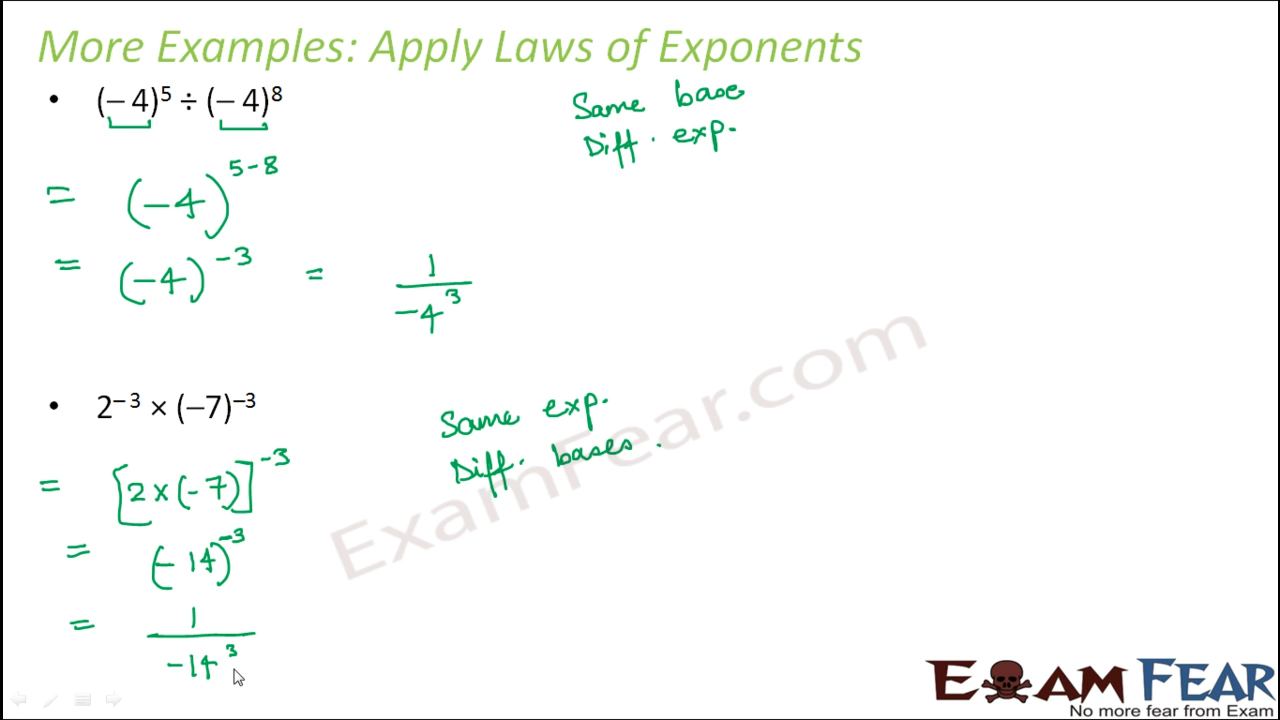 More Examples: Apply Laws of Exponents
• (– 4)⁵ ÷ (– 4)⁸
Same base
Diff. exp.
= (-4)⁵⁻⁸
= (-4)⁻³ = 1/-4³
• 2⁻³ × (–7)⁻³
Same exp.
Diff. bases.
= [2×(-7)]⁻³
= (-14)⁻³
= 1/-14³
ExamFear.com
EXAM FEAR
No more fear from Exam